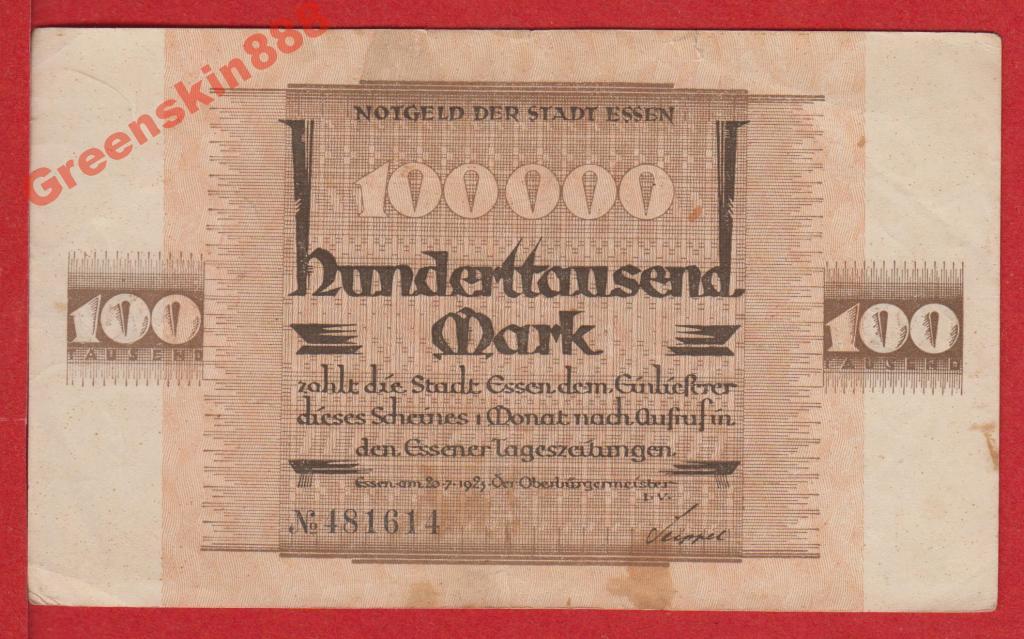 Greenskin888
NOTGELD DER STADT ESSEN
100000
Hunderttausend
Mark
zahlt die Stadt Essen dem Einlieferer
dieses Scheines 1 Monat nach Aufruf in
den Essener Tageszeitungen.
Essen am 20.7.1923. Der Oberbürgermeister
I.V.
№ 481614
100
TAUSEND
100
TAUSEND